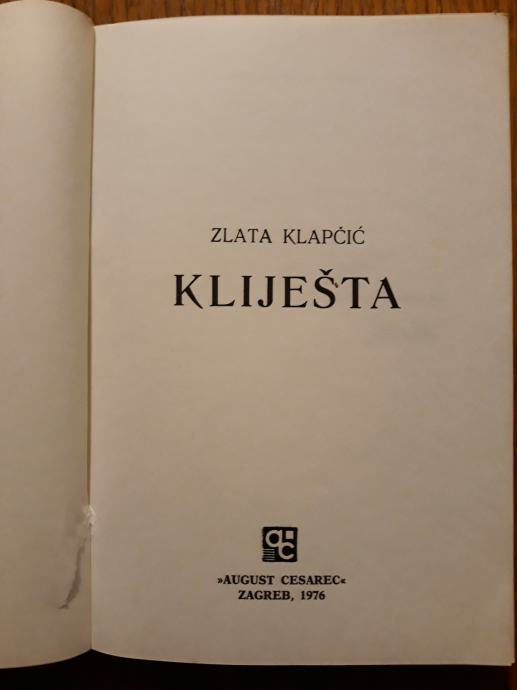 ZLATA KLAPČIĆ
KLIJEŠTA
a.c
»AUGUST CESAREC«
ZAGREB, 1976